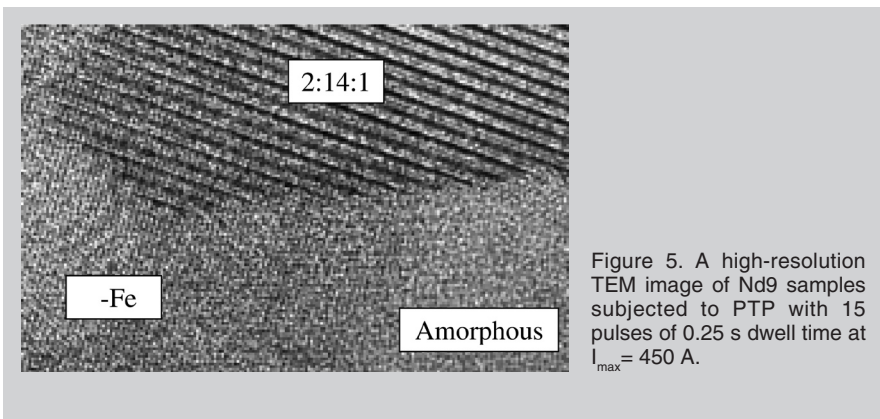 2:14:1
-Fe
Amorphous
Figure 5. A high-resolution
TEM image of Nd9 samples
subjected to PTP with 15
pulses of 0.25 s dwell time at
Imax= 450 A.